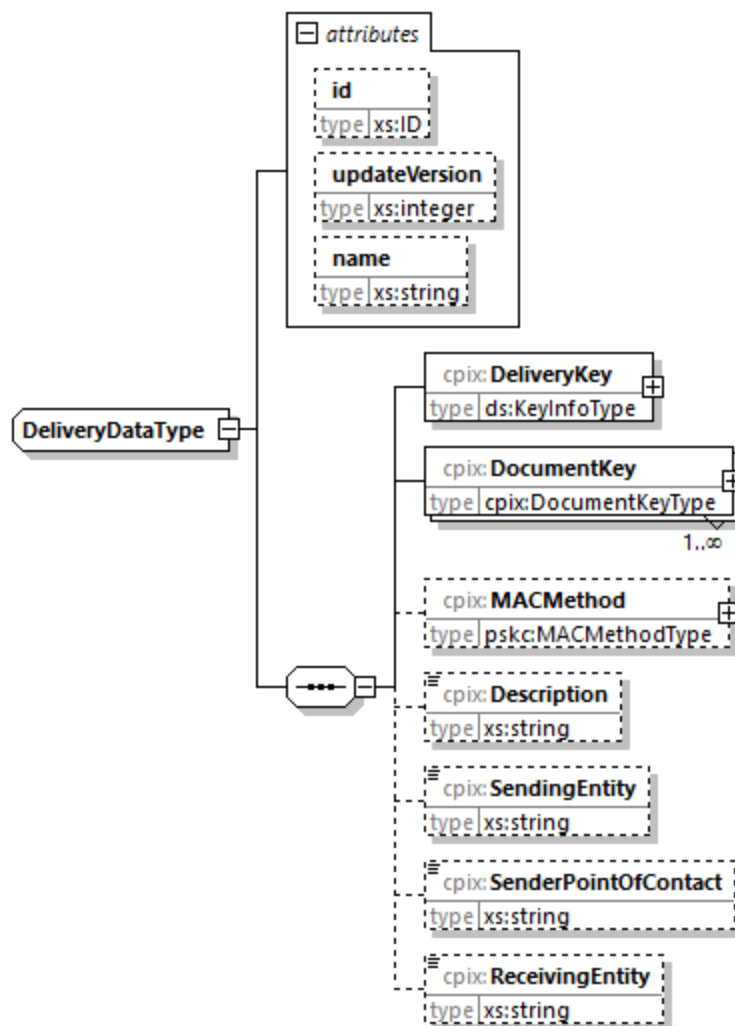 attributes
id
type xs:ID
updateVersion
type xs:integer
name
type xs:string
cpix:DeliveryKey
type ds:KeyInfoType
DeliveryDataType
cpix:DocumentKey
type cpix:DocumentKeyType
1..∞
cpix:MACMethod
type pskc:MACMethodType
cpix:Description
type xs:string
cpix:SendingEntity
type xs:string
cpix:SenderPointOfContact
type xs:string
cpix:ReceivingEntity
type xs:string